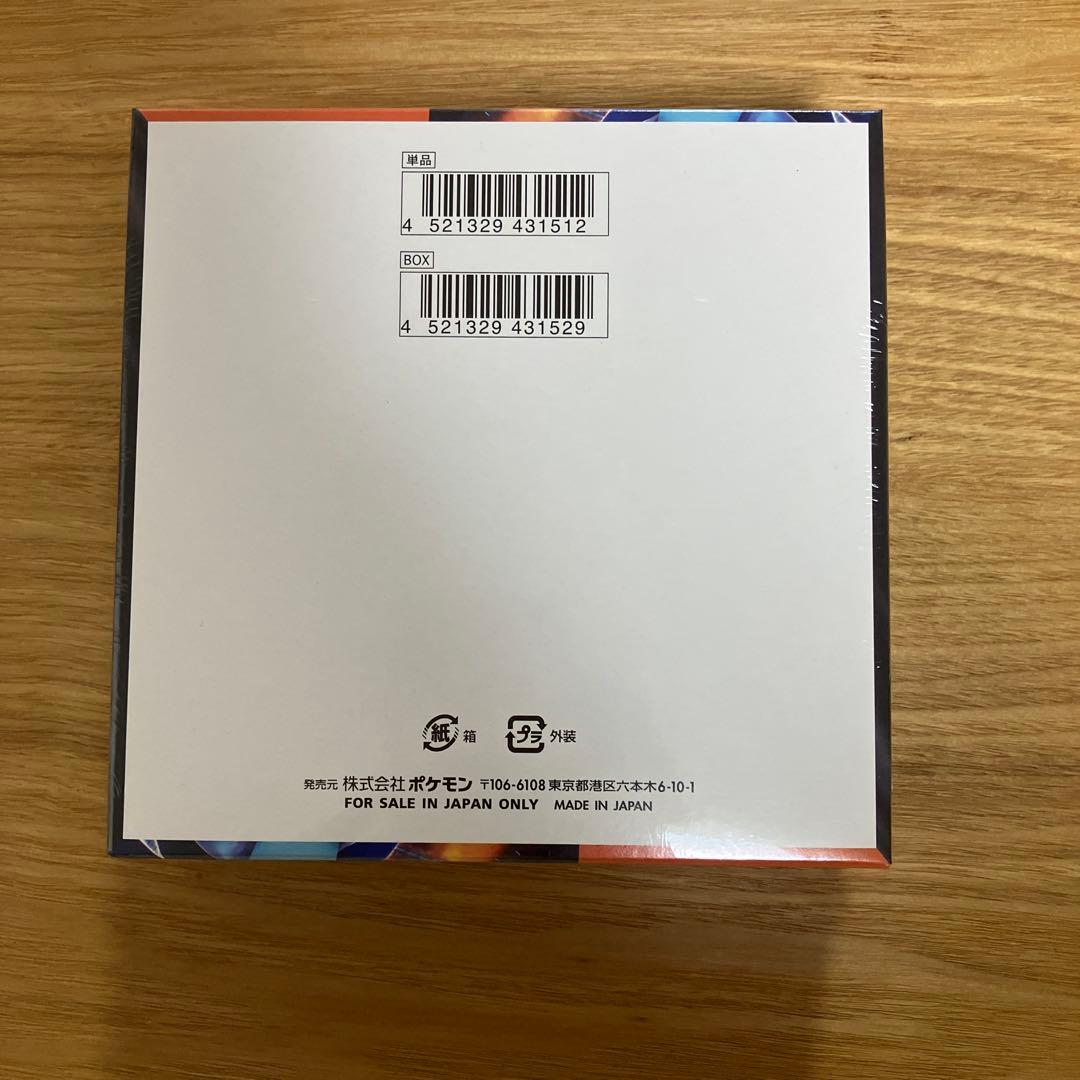 単品
4 521329 431512
BOX
4 521329 431529
紙 箱 プラ 外装
発売元 株式会社 ポケモン 〒106-6108 東京都港区六本木6-10-1
FOR SALE IN JAPAN ONLY MADE IN JAPAN